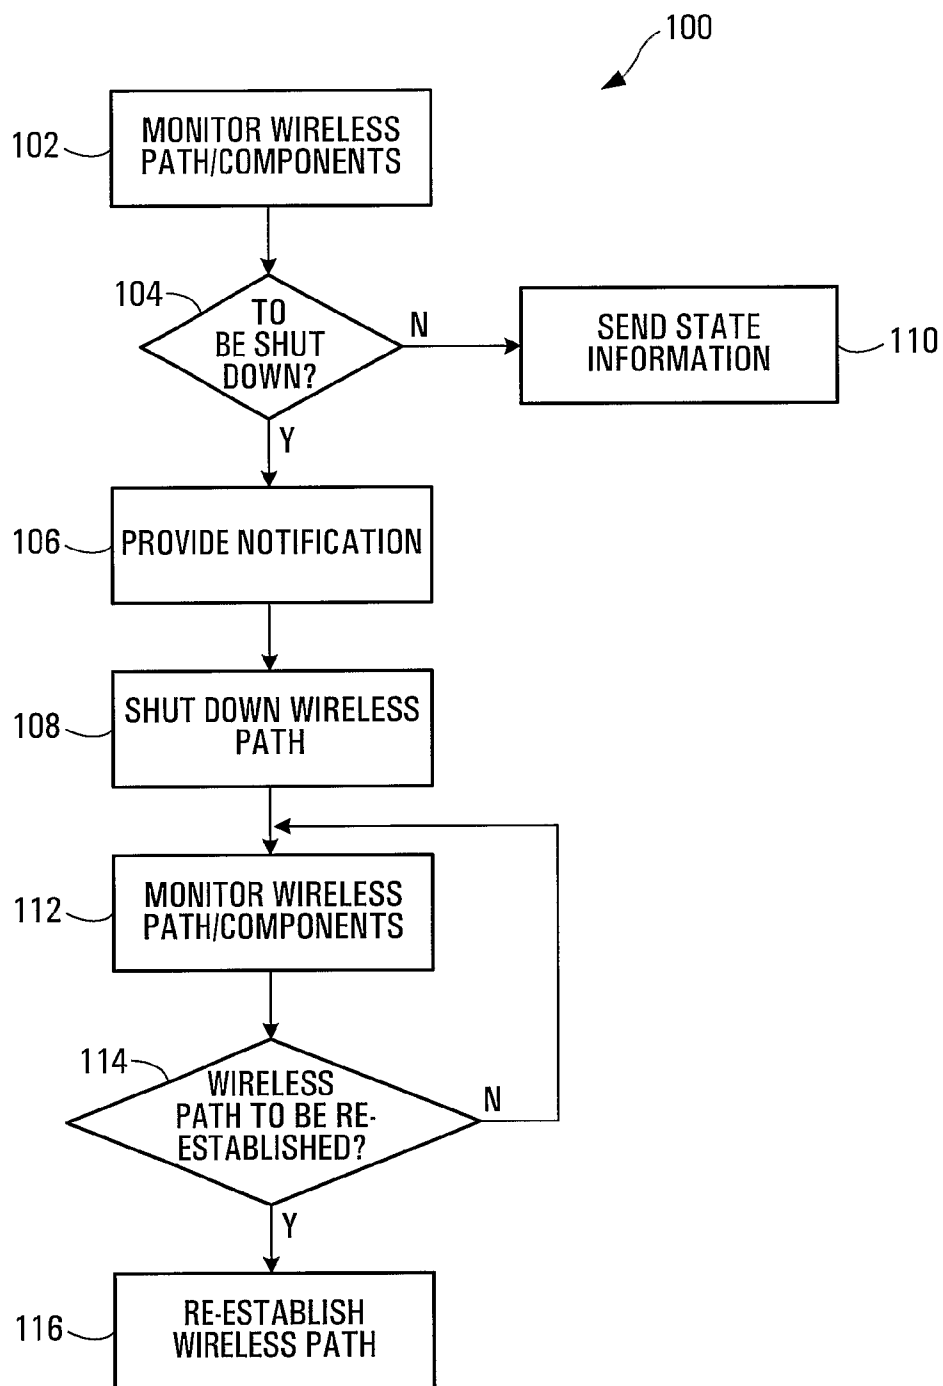 100
102
MONITOR WIRELESS
PATH/COMPONENTS
104
TO
BE SHUT
DOWN?
N
SEND STATE
INFORMATION
110
Y
106
PROVIDE NOTIFICATION
108
SHUT DOWN WIRELESS
PATH
112
MONITOR WIRELESS
PATH/COMPONENTS
114
WIRELESS
PATH TO BE RE-
ESTABLISHED?
N
Y
116
RE-ESTABLISH
WIRELESS PATH